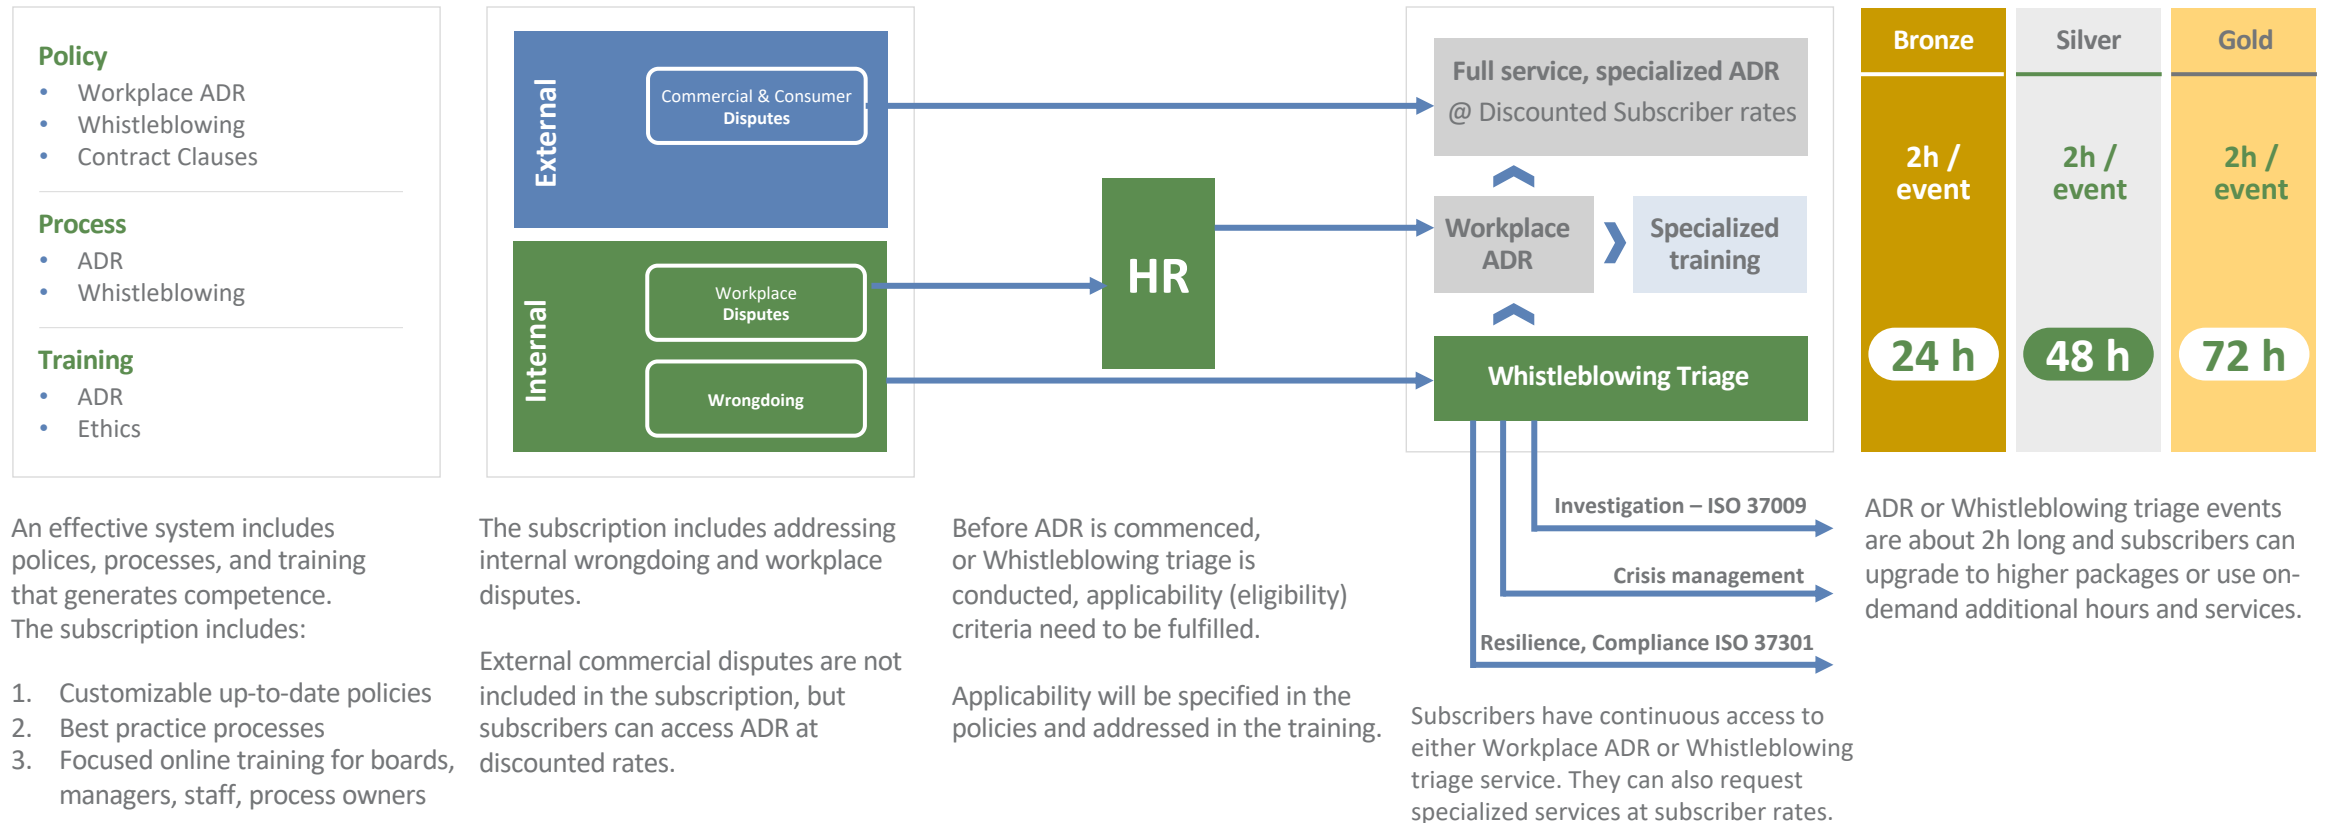 Policy
• Workplace ADR
• Whistleblowing
• Contract Clauses
Process
• ADR
• Whistleblowing
Training
• ADR
• Ethics
External
Commercial & Consumer
Disputes
Internal
Workplace
Disputes
Wrongdoing
HR
Full service, specialized ADR
@ Discounted Subscriber rates
Workplace
ADR
Specialized
training
Whistleblowing Triage
Investigation – ISO 37009
Crisis management
Resilience, Compliance ISO 37301
Bronze
2h /
event
24 h
Silver
2h /
event
48 h
Gold
2h /
event
72 h
An effective system includes
polices, processes, and training
that generates competence.
The subscription includes:
1. Customizable up-to-date policies
2. Best practice processes
3. Focused online training for boards,
managers, staff, process owners
The subscription includes addressing
internal wrongdoing and workplace
disputes.
External commercial disputes are not
included in the subscription, but
subscribers can access ADR at
discounted rates.
Before ADR is commenced,
or Whistleblowing triage is
conducted, applicability (eligibility)
criteria need to be fulfilled.
Applicability will be specified in the
policies and addressed in the training.
Subscribers have continuous access to
either Workplace ADR or Whistleblowing
triage service. They can also request
specialized services at subscriber rates.
ADR or Whistleblowing triage events
are about 2h long and subscribers can
upgrade to higher packages or use on-
demand additional hours and services.